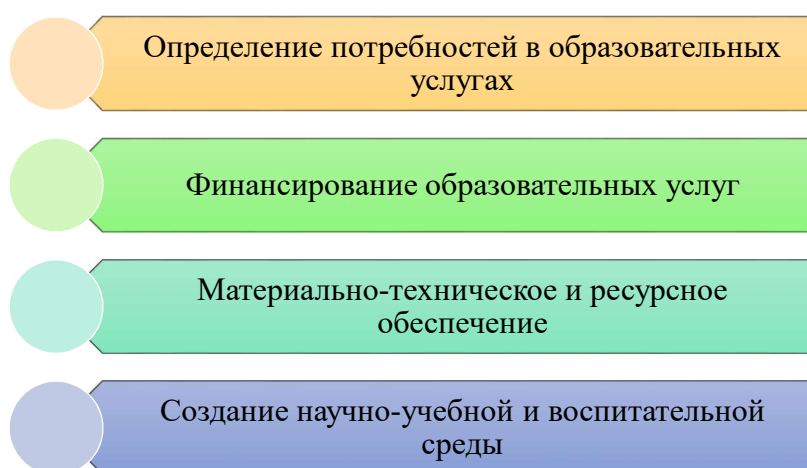 Определение потребностей в образовательных
услугах
Финансирование образовательных услуг
Материально-техническое и ресурсное
обеспечение
Создание научно-учебной и воспитательной
среды